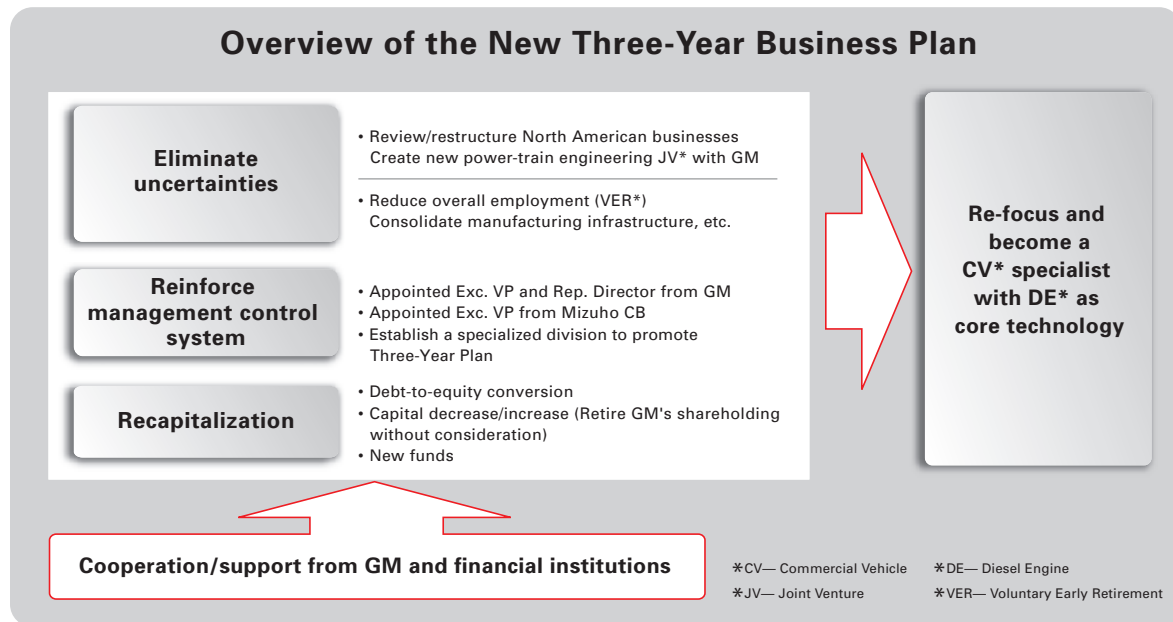 Overview of the New Three-Year Business Plan
Eliminate
uncertainties
• Review/restructure North American businesses
Create new power-train engineering JV* with GM
• Reduce overall employment (VER*)
Consolidate manufacturing infrastructure, etc.
Reinforce
management control
system
• Appointed Exc. VP and Rep. Director from GM
• Appointed Exc. VP from Mizuho CB
• Establish a specialized division to promote
Three-Year Plan
Recapitalization
• Debt-to-equity conversion
• Capital decrease/increase (Retire GM's shareholding
without consideration)
• New funds
Re-focus and
become a
CV* specialist
with DE* as
core technology
Cooperation/support from GM and financial institutions
*CV— Commercial Vehicle
*DE— Diesel Engine
*JV— Joint Venture
*VER— Voluntary Early Retirement